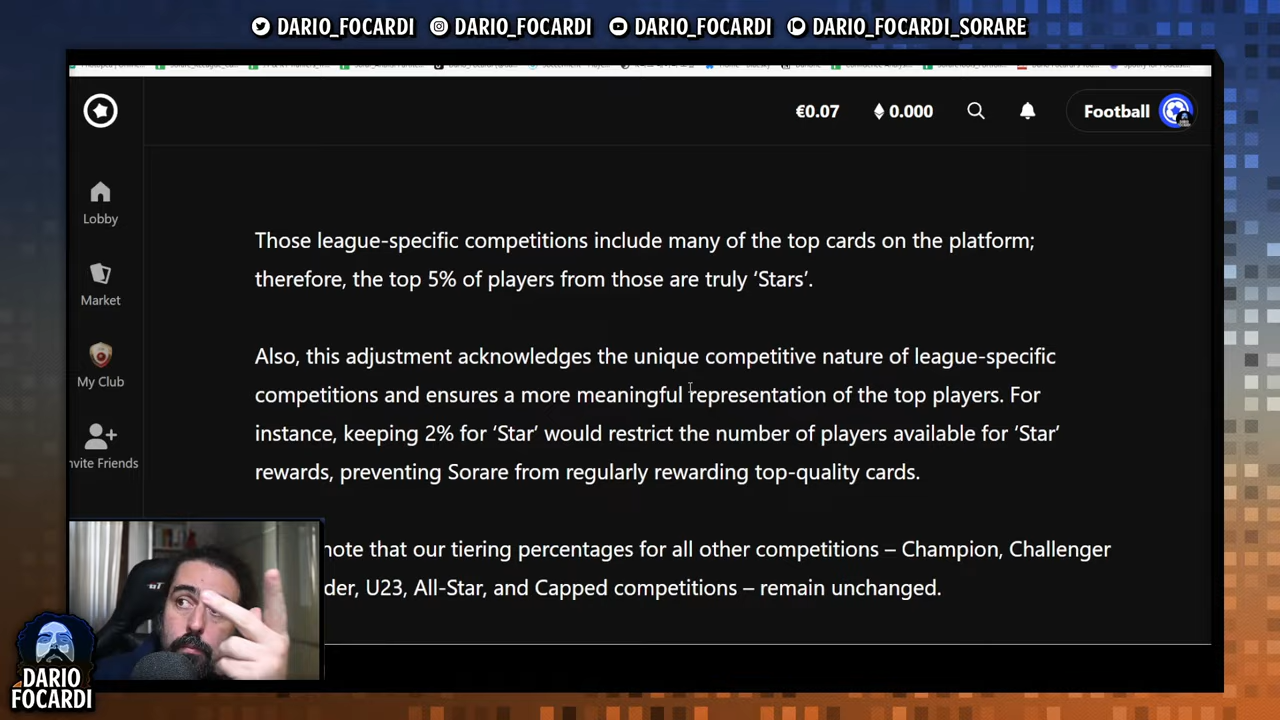 DARIO_FOCARDI DARIO_FOCARDI DARIO_FOCARDI DARIO_FOCARDI_SORARE
€0.07 0.000 Football
Lobby
Market
My Club
nvite Friends
Those league-specific competitions include many of the top cards on the platform;
therefore, the top 5% of players from those are truly ‘Stars’.
Also, this adjustment acknowledges the unique competitive nature of league-specific
competitions and ensures a more meaningful representation of the top players. For
instance, keeping 2% for ‘Star’ would restrict the number of players available for ‘Star’
rewards, preventing Sorare from regularly rewarding top-quality cards.
note that our tiering percentages for all other competitions – Champion, Challenger
der, U23, All-Star, and Capped competitions – remain unchanged.
DARIO
FOCARDI